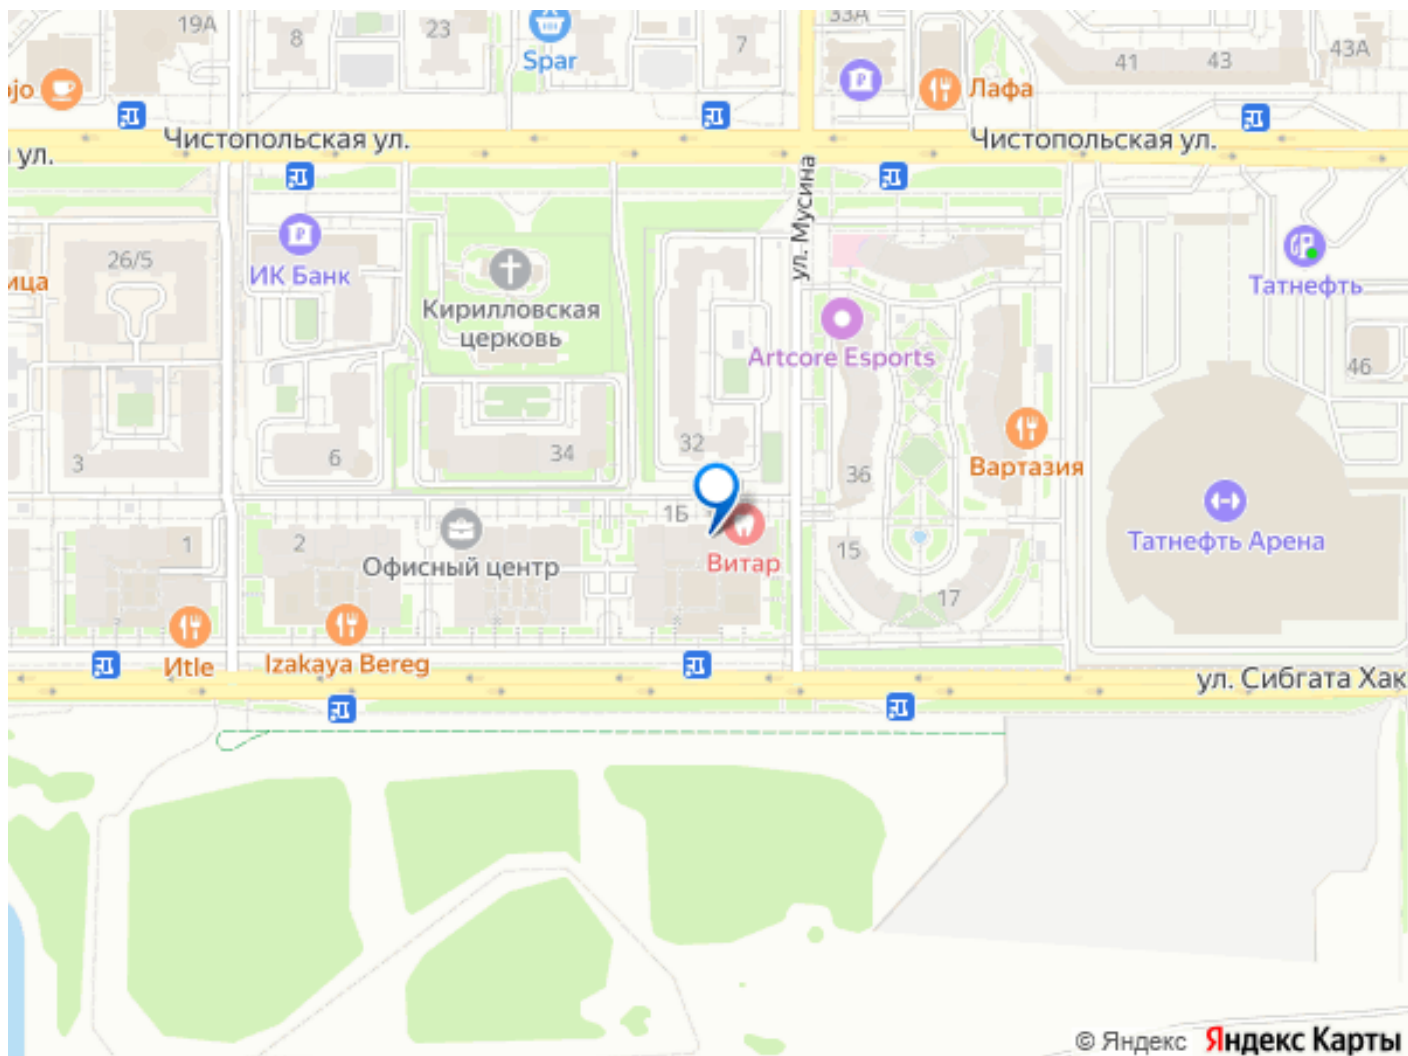 19А
8
23
7
33А
41
43
43А
Spar
ojo
Лафа
Чистопольская ул.
Чистопольская ул.
ул.
ул. Мусина
26/5
ИК Банк
ица
Кирилловская
церковь
Татнефть
Artcore Esports
46
3
6
34
32
36
Вартазия
1Б
1
2
Офисный центр
Витар
15
17
Татнефть Арена
Иtle
Izakaya Bereg
ул. Сибгата Хак
© Яндекс Яндекс Карты